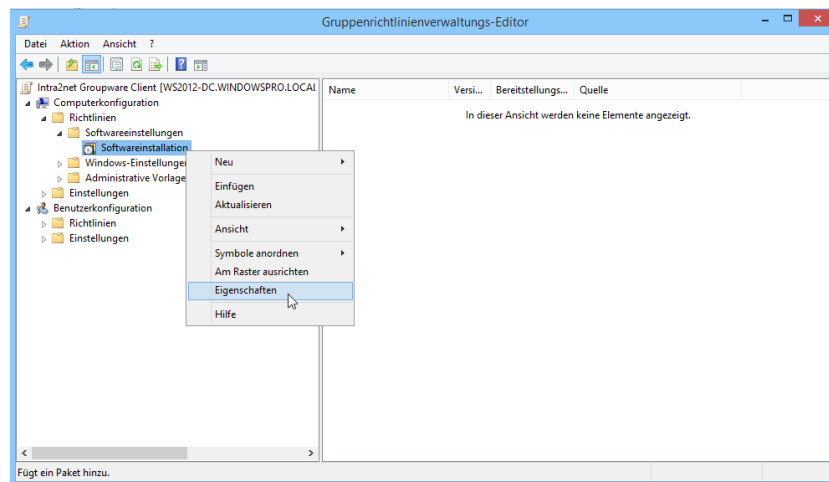 Gruppenrichtlinienverwaltungs-Editor
Datei Aktion Ansicht ?
Intra2net Groupware Client [WS2012-DC.WINDOWSPRO.LOCAL
Name Versi... Bereitstellungs... Quelle
Computerkonfiguration
In dieser Ansicht werden keine Elemente angezeigt.
Richtlinien
Softwareeinstellungen
Softwareinstallation
Windows-Einstellunge
Administrative Vorlage
Einstellungen
Benutzerkonfiguration
Richtlinien
Einstellungen
Neu
Einfügen
Aktualisieren
Ansicht
Symbole anordnen
Am Raster ausrichten
Eigenschaften
Hilfe
Fügt ein Paket hinzu.